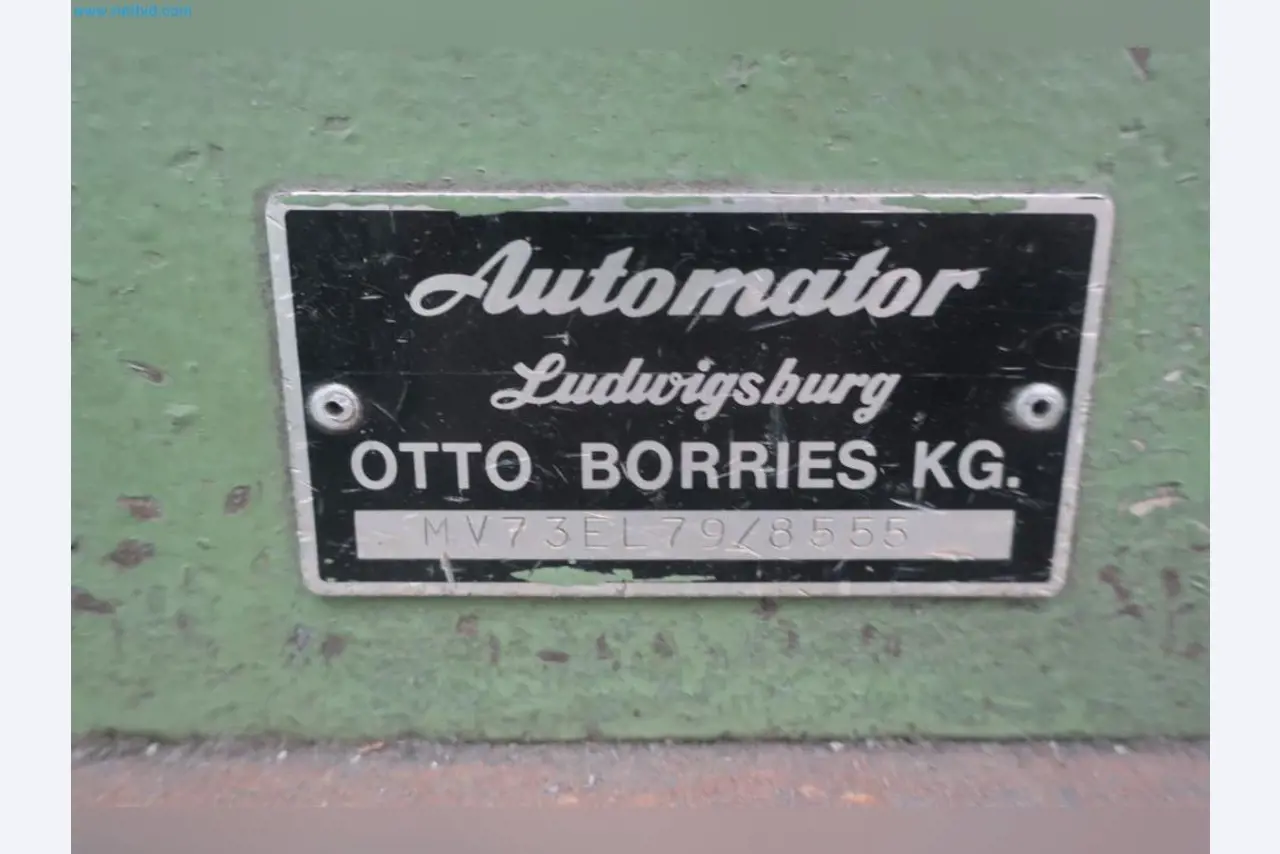 Automator
Ludwigsburg
OTTO BORRIES KG.
MV73EL79/8555